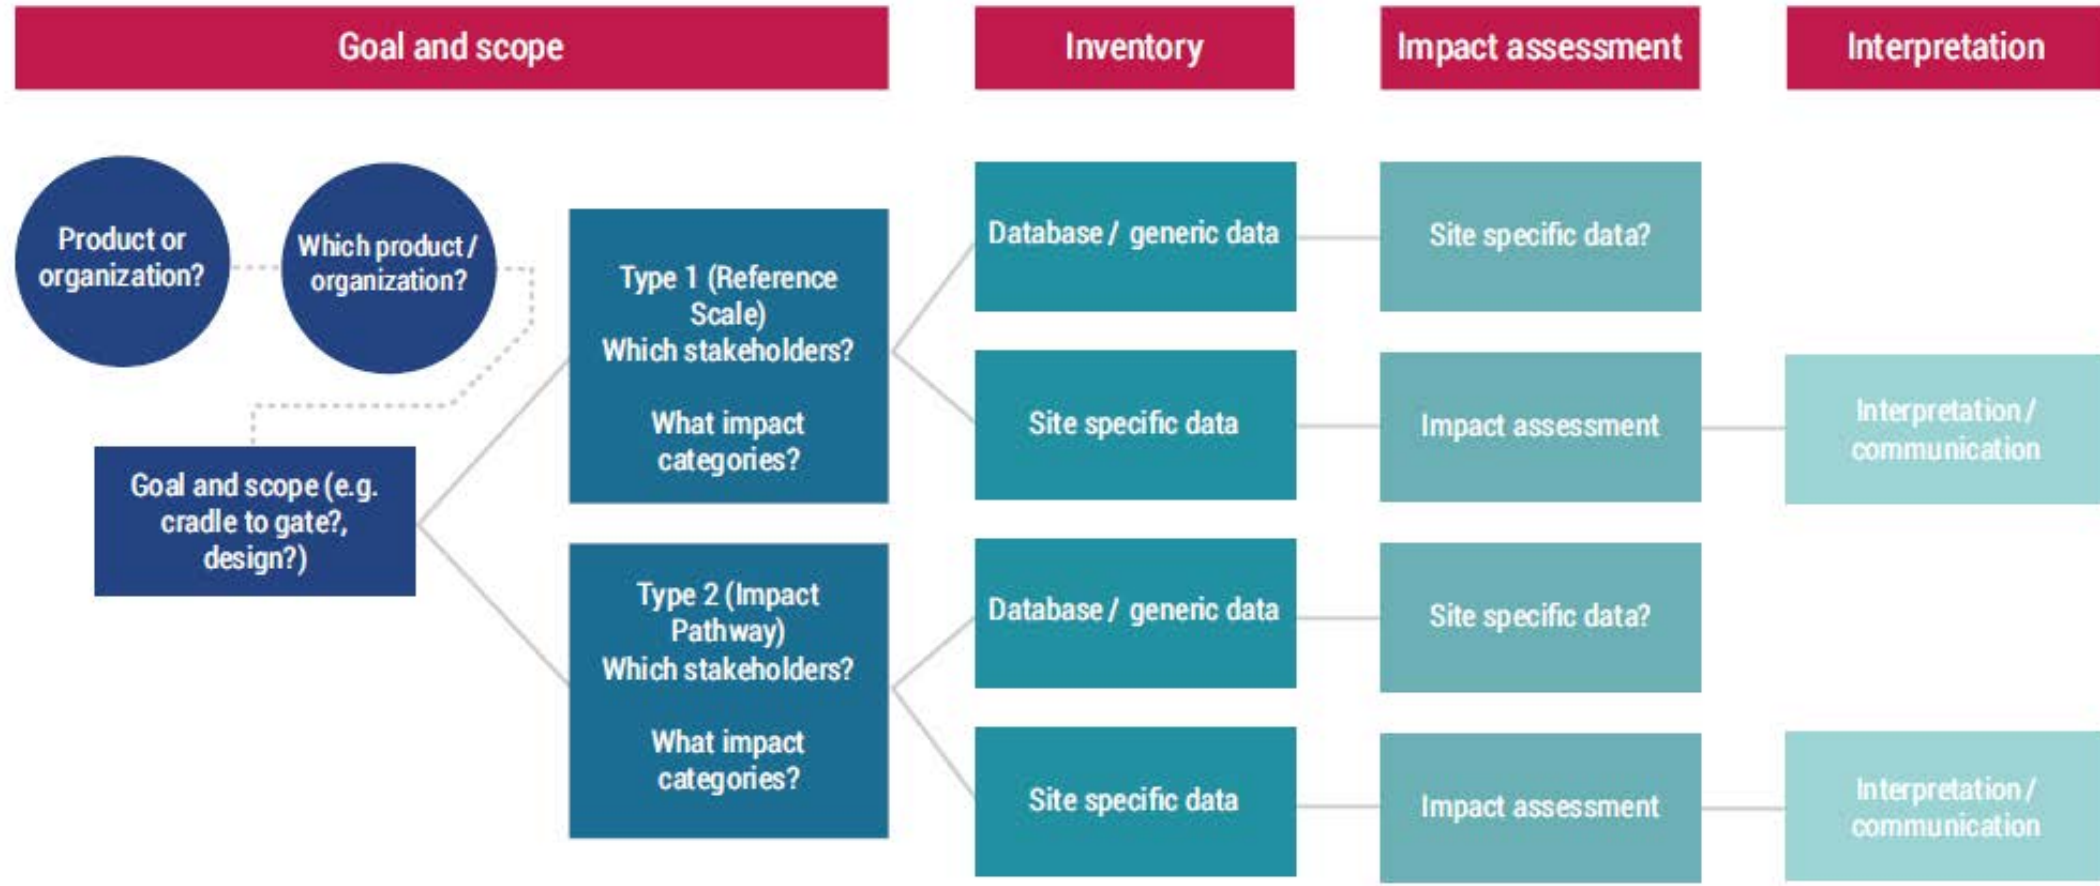 Goal and scope
Inventory
Impact assessment
Interpretation
Product or
organization?
Which product /
organization?
Goal and scope (e.g.
cradle to gate?,
design?)
Type 1 (Reference
Scale)
Which stakeholders?
What impact
categories?
Type 2 (Impact
Pathway)
Which stakeholders?
What impact
categories?
Database / generic data
Site specific data?
Site specific data
Impact assessment
Interpretation /
communication
Database / generic data
Site specific data?
Site specific data
Impact assessment
Interpretation /
communication